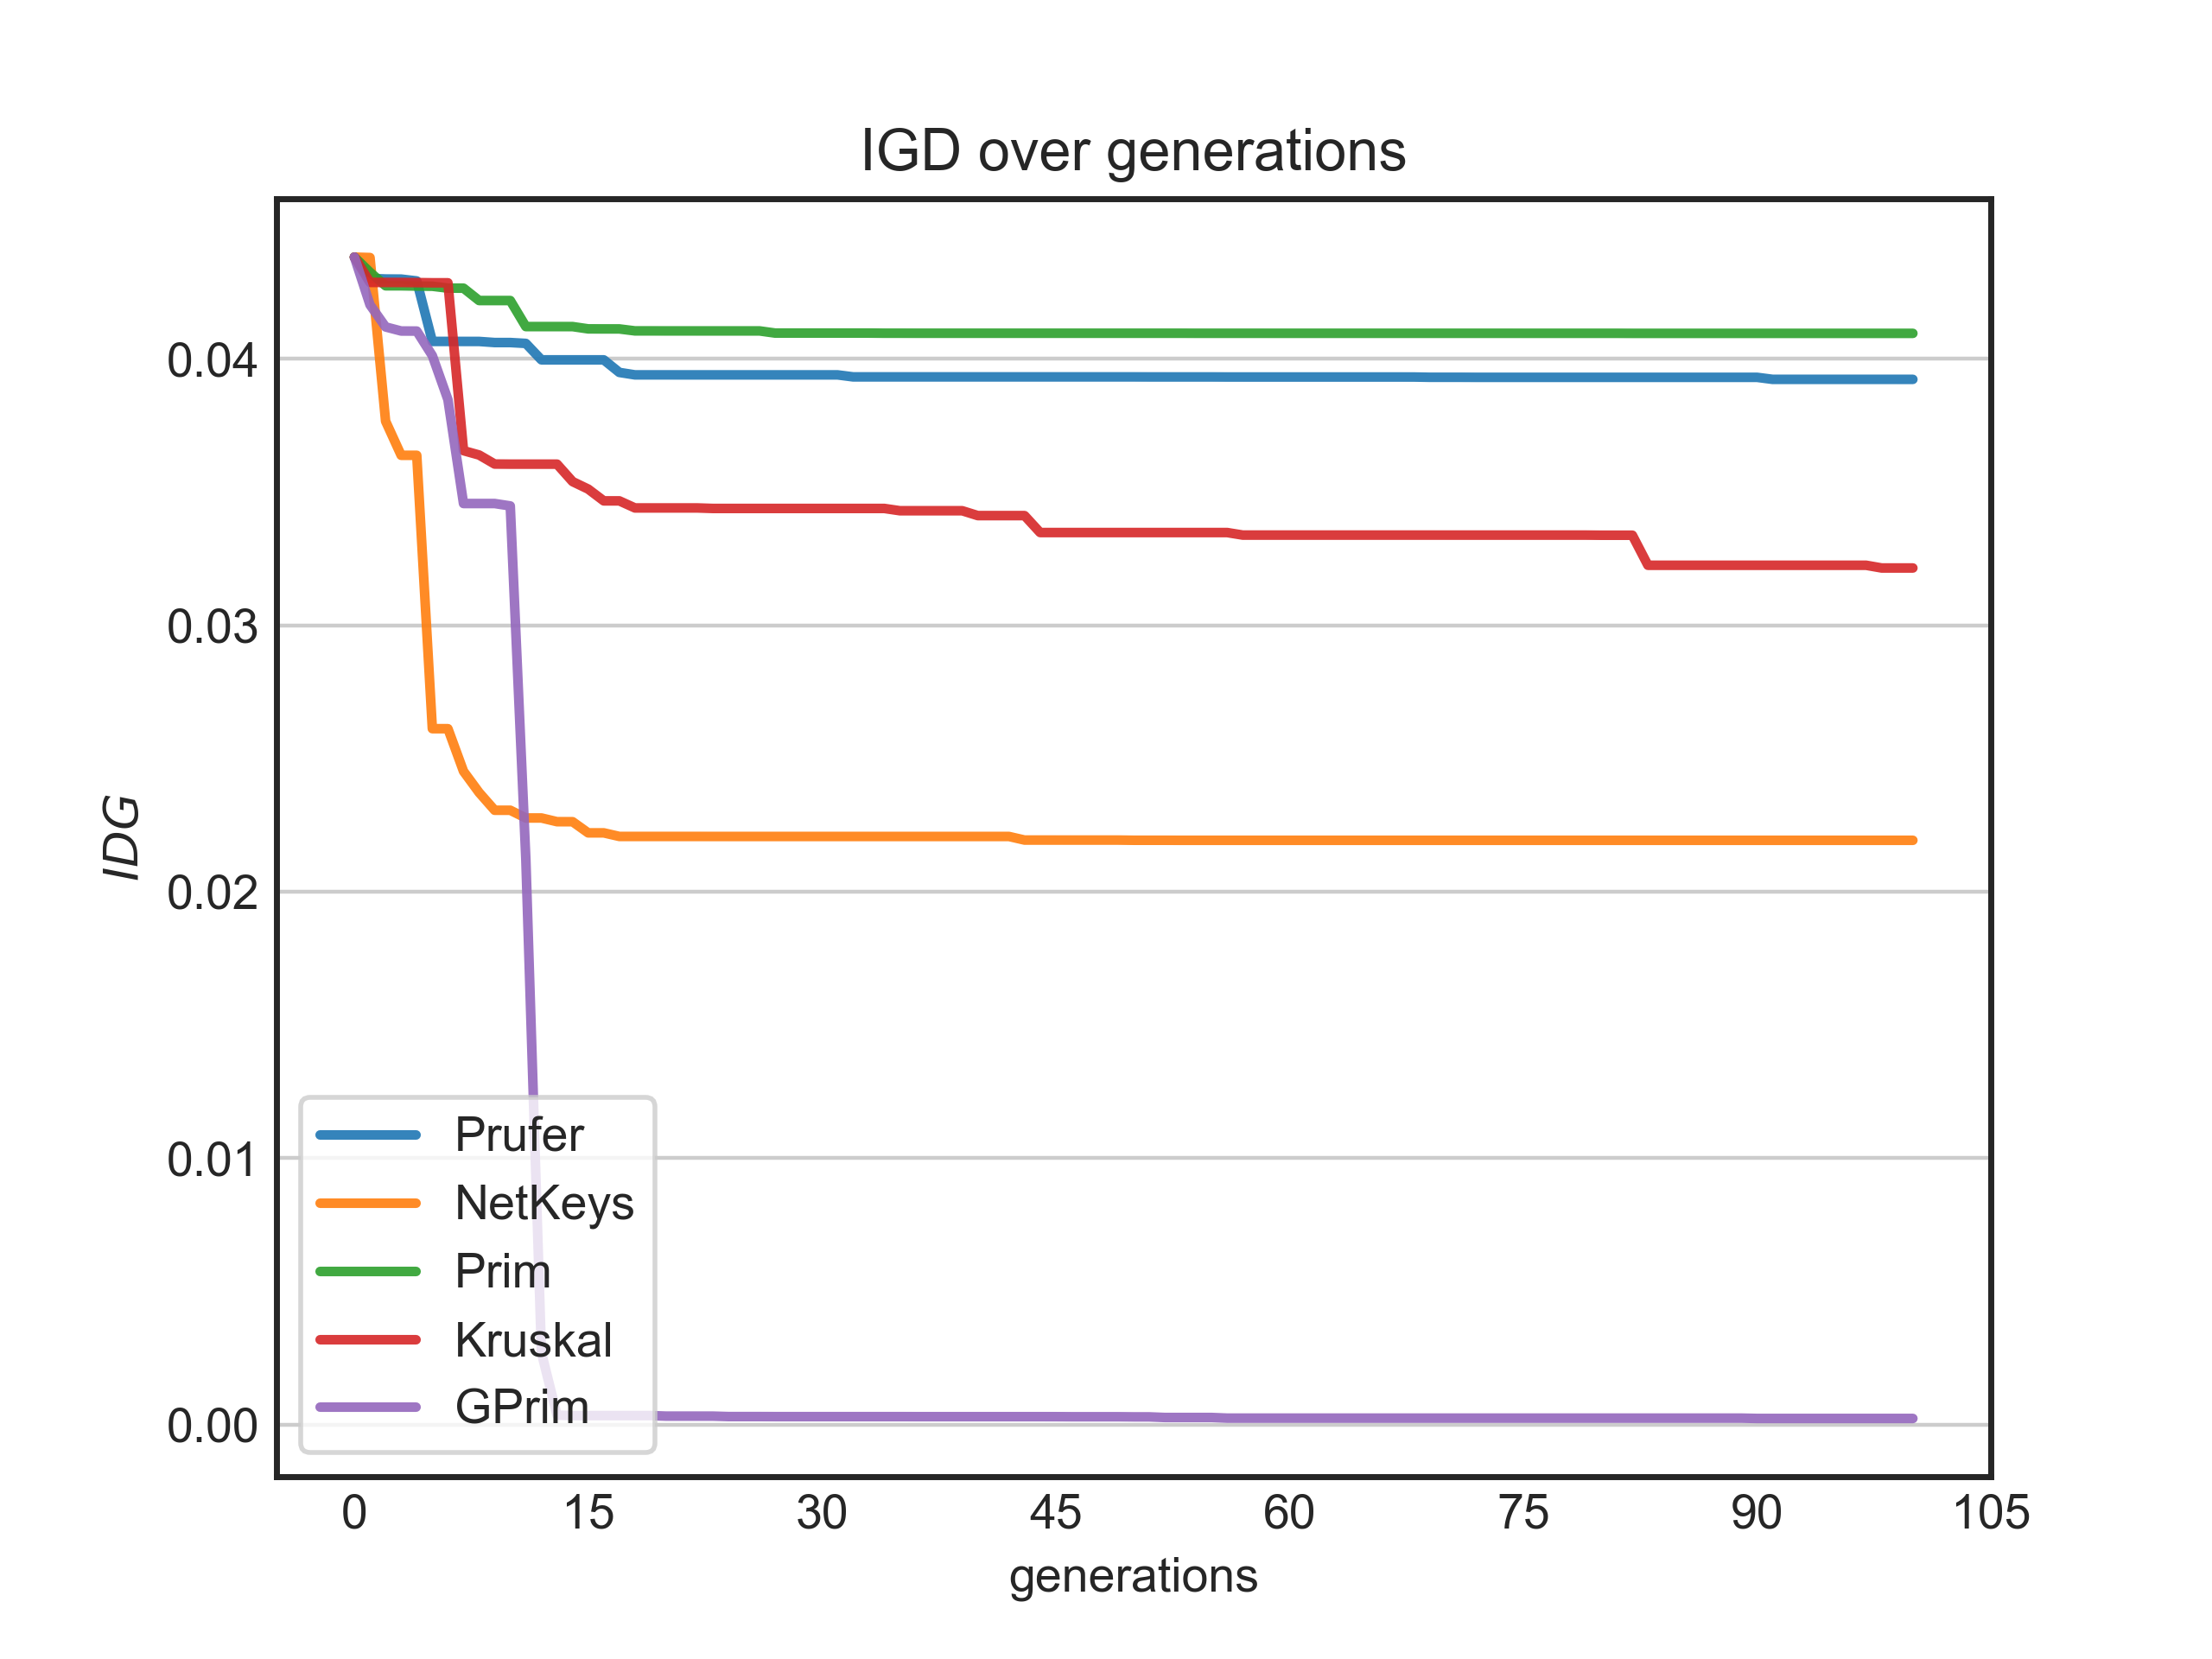 IGD over generations
IDG
0.04
0.03
0.02
0.01
0.00
Prufer
NetKeys
Prim
Kruskal
GPrim
0 15 30 45 60 75 90 105
generations